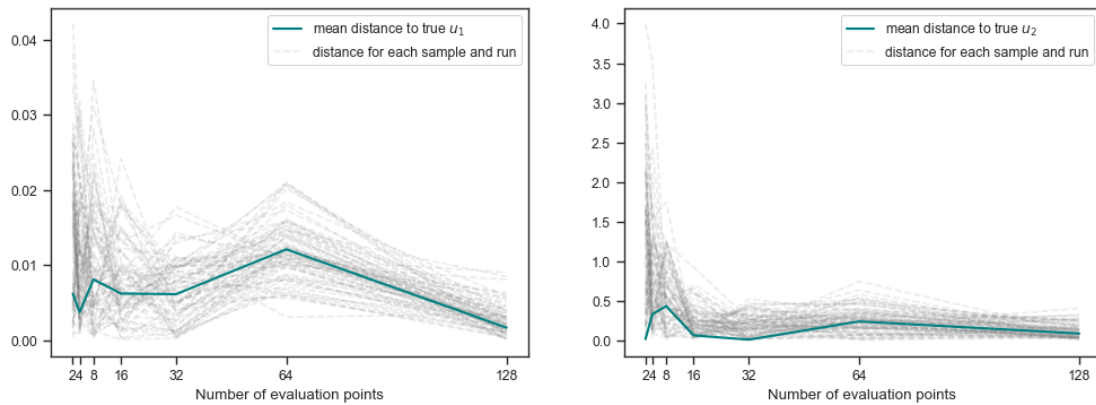 mean distance to true u₁
distance for each sample and run
0.04
0.03
0.02
0.01
0.00
2 4 8 16 32 64 128
Number of evaluation points
mean distance to true u₂
distance for each sample and run
4.0
3.5
3.0
2.5
2.0
1.5
1.0
0.5
0.0
2 4 8 16 32 64 128
Number of evaluation points